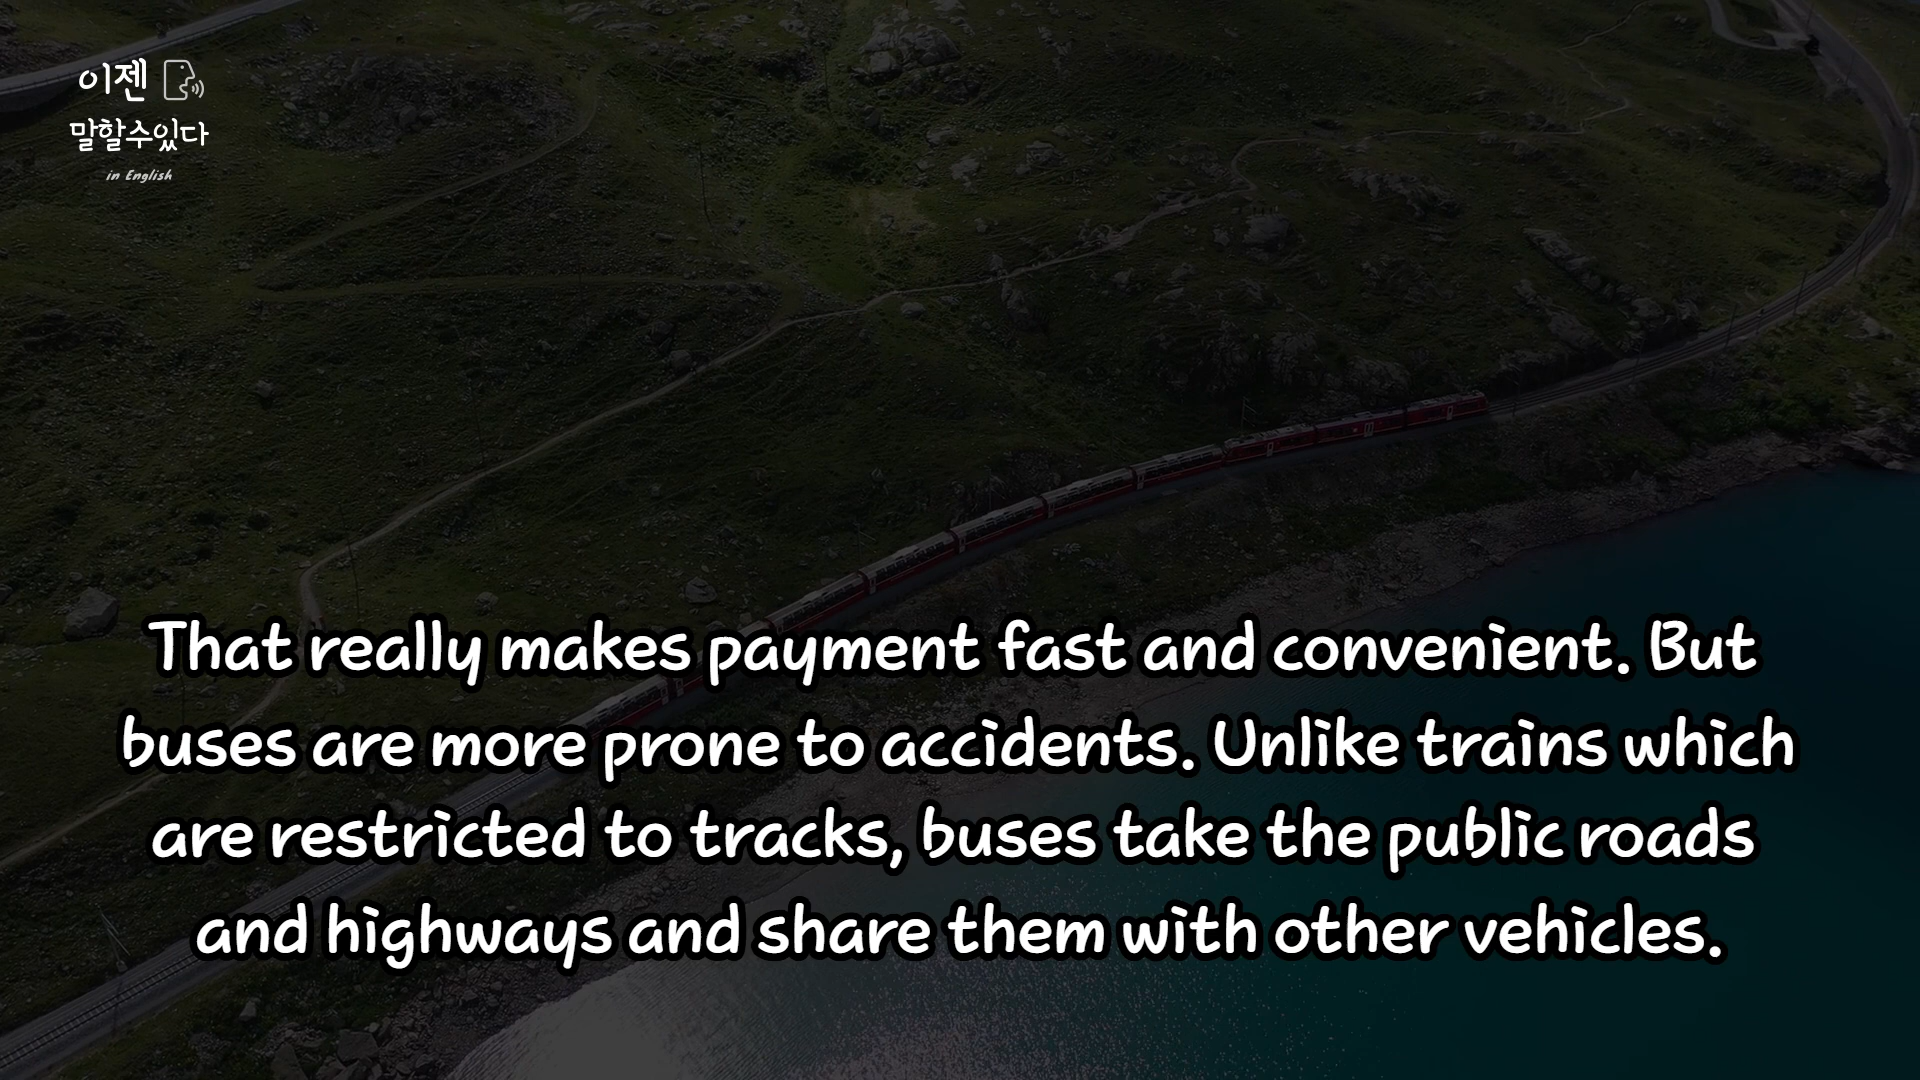 이젠
말할수있다
in English
That really makes payment fast and convenient. But
buses are more prone to accidents. Unlike trains which
are restricted to tracks, buses take the public roads
and highways and share them with other vehicles.